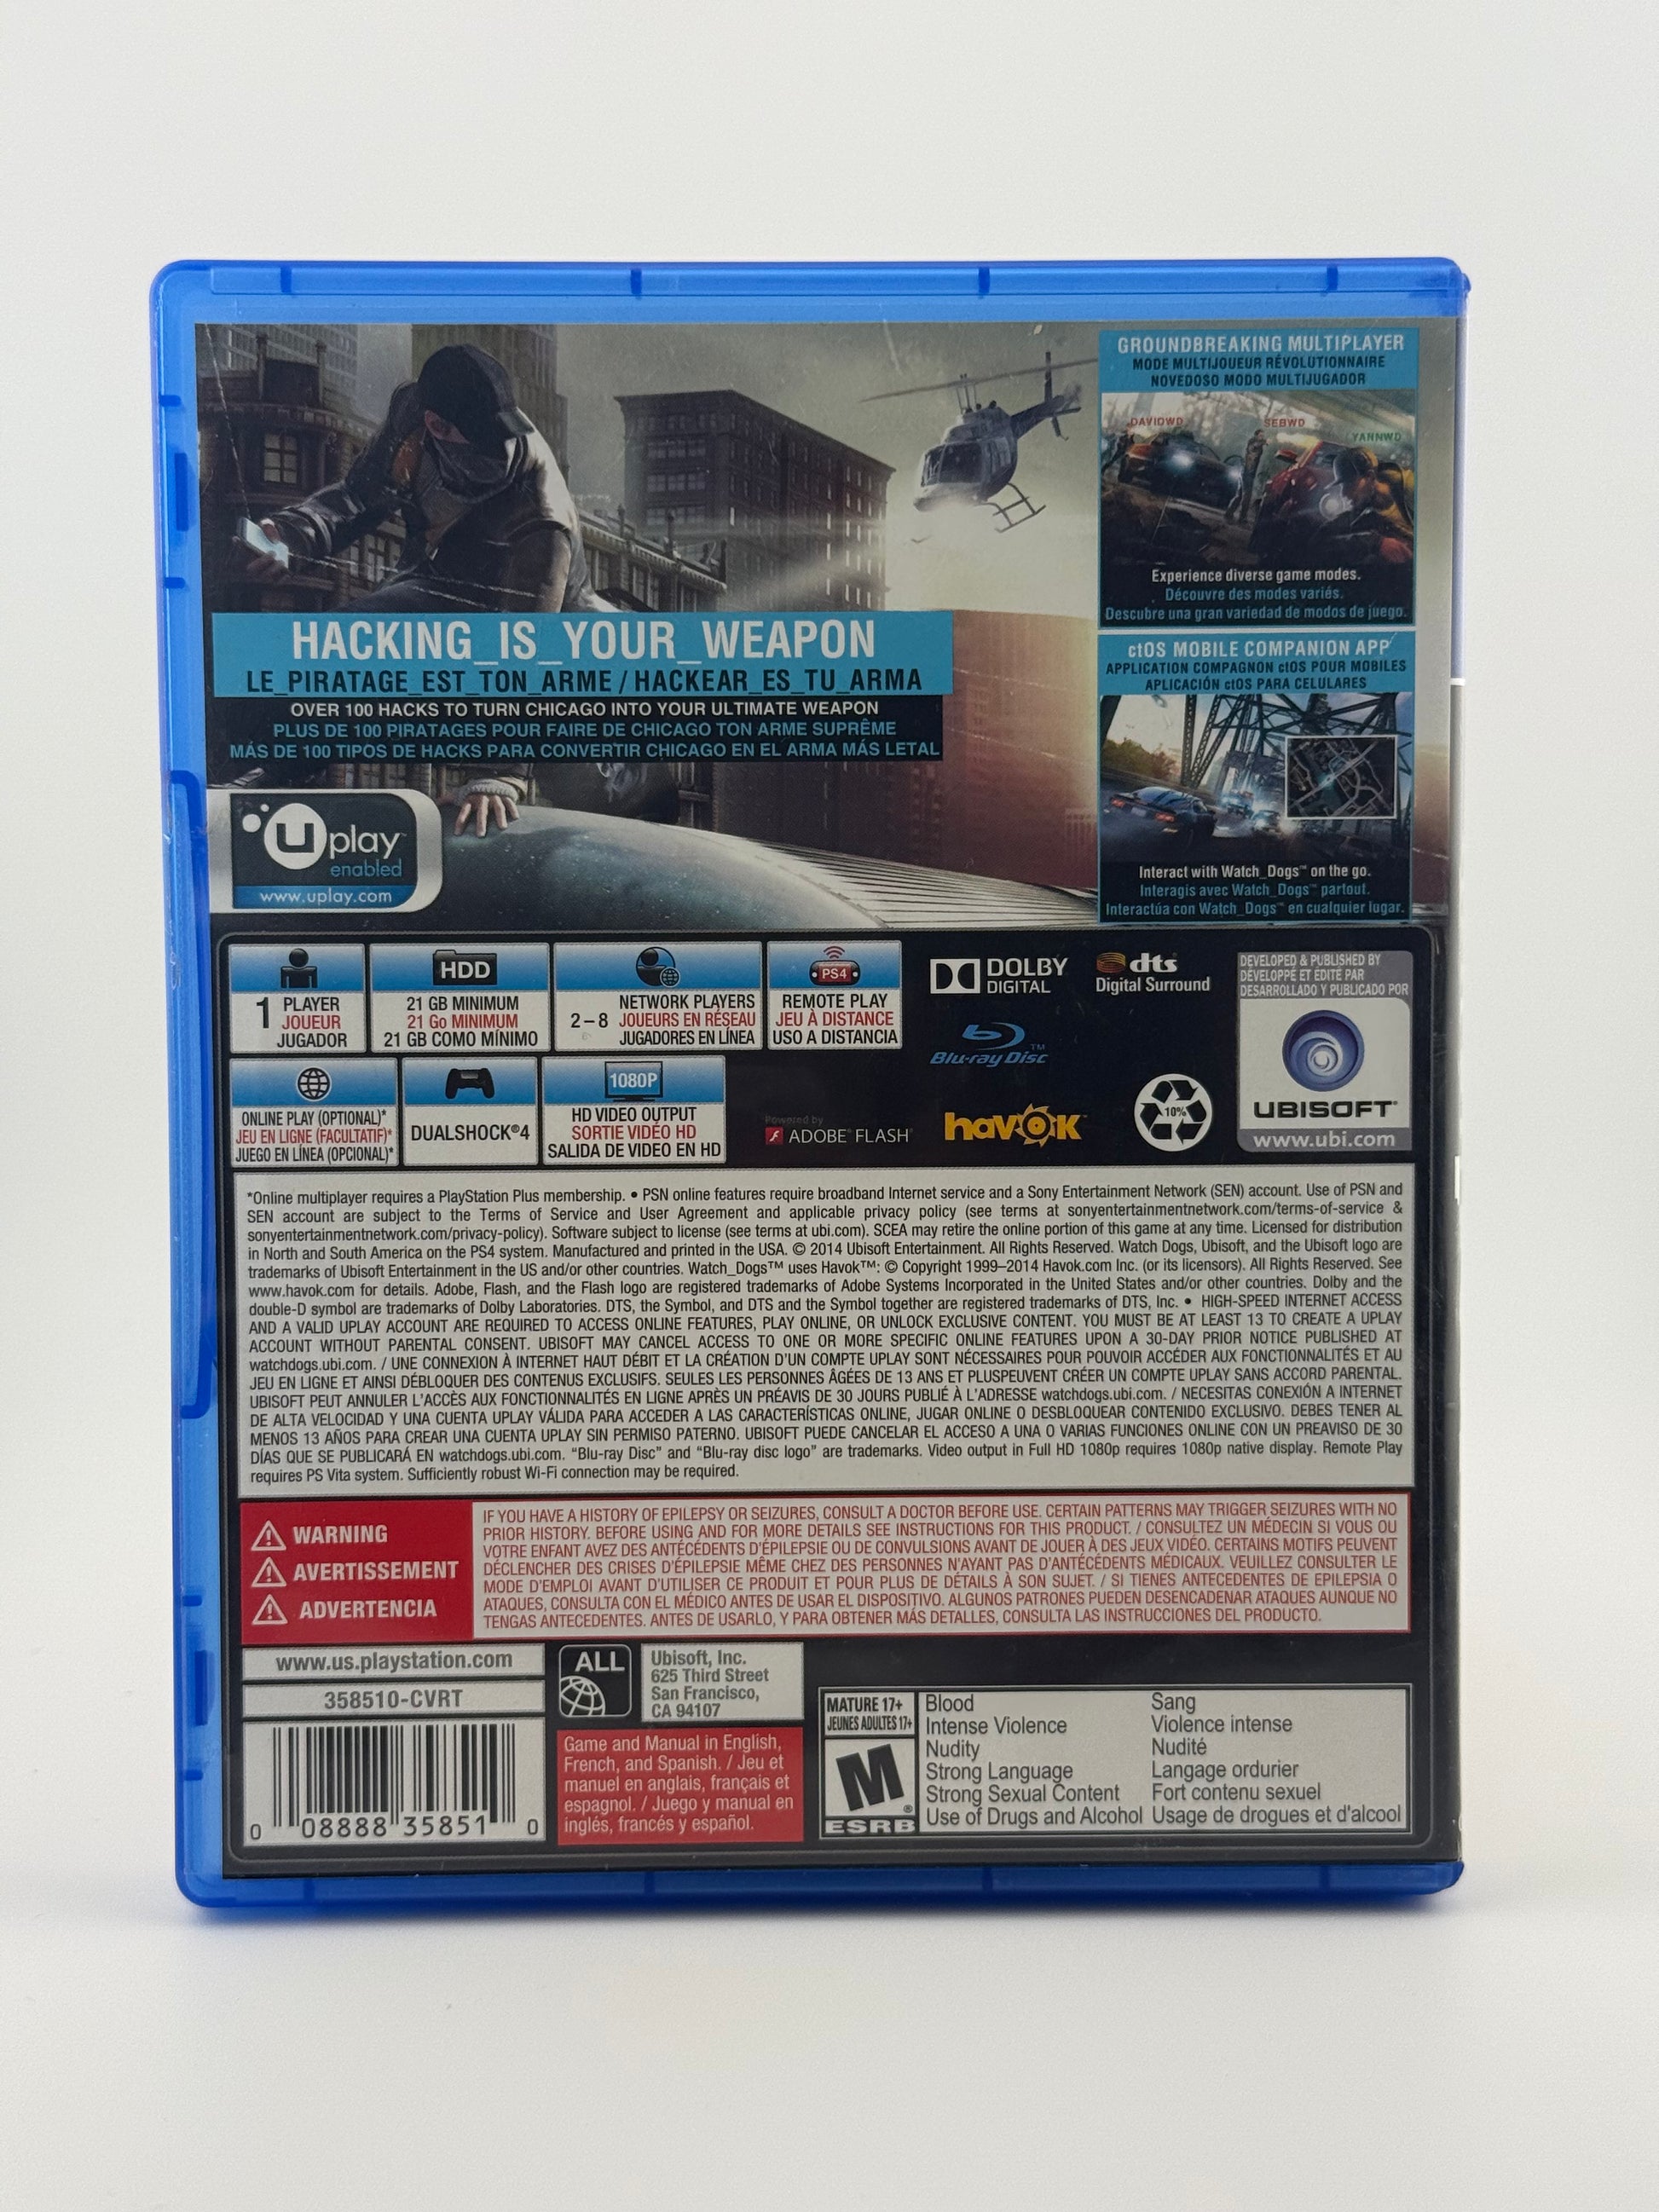 GROUNDBREAKING MULTIPLAYER
MODE MULTIJOUEUR RÉVOLUTIONNAIRE
NOVEDOSO MODO MULTIJUGADOR
DAVIDWD
SEBWD
YANNWD
Experience diverse game modes.
Découvre des modes variés.
Descubre una gran variedad de modos de juego.
HACKING_IS_YOUR_WEAPON
LE_PIRATAGE_EST_TON_ARME / HACKEAR_ES_TU_ARMA
OVER 100 HACKS TO TURN CHICAGO INTO YOUR ULTIMATE WEAPON
PLUS DE 100 PIRATAGES POUR FAIRE DE CHICAGO TON ARME SUPRÊME
MÁS DE 100 TIPOS DE HACKS PARA CONVERTIR CHICAGO EN EL ARMA MÁS LETAL
ctOS MOBILE COMPANION APP
APPLICATION COMPAGNON ctOS POUR MOBILES
APLICACIÓN ctOS PARA CELULARES
Interact with Watch_Dogs™ on the go.
Interagis avec Watch_Dogs™ partout.
Interactúa con Watch_Dogs™ en cualquier lugar.
Uplay™
enabled
www.uplay.com
1 PLAYER
JOUEUR
JUGADOR
HDD
21 GB MINIMUM
21 Go MINIMUM
21 GB COMO MÍNIMO
2–8 NETWORK PLAYERS
JOUEURS EN RÉSEAU
JUGADORES EN LÍNEA
PS4
REMOTE PLAY
JEU À DISTANCE
USO A DISTANCIA
DOLBY
DIGITAL
dts
Digital Surround
DEVELOPED & PUBLISHED BY
DÉVELOPPÉ ET ÉDITÉ PAR
DESARROLLADO Y PUBLICADO POR
UBISOFT®
www.ubi.com
Blu-ray Disc™
ONLINE PLAY (OPTIONAL)*
JEU EN LIGNE (FACULTATIF)*
JUEGO EN LÍNEA (OPCIONAL)*
DUALSHOCK®4
1080P
HD VIDEO OUTPUT
SORTIE VIDÉO HD
SALIDA DE VIDEO EN HD
Powered by
ADOBE® FLASH®
havok™
10%
*Online multiplayer requires a PlayStation Plus membership. • PSN online features require broadband Internet service and a Sony Entertainment Network (SEN) account. Use of PSN and
SEN account are subject to the Terms of Service and User Agreement and applicable privacy policy (see terms at sonyentertainmentnetwork.com/terms-of-service &
sonyentertainmentnetwork.com/privacy-policy). Software subject to license (see terms at ubi.com). SCEA may retire the online portion of this game at any time. Licensed for distribution
in North and South America on the PS4 system. Manufactured and printed in the USA. © 2014 Ubisoft Entertainment. All Rights Reserved. Watch Dogs, Ubisoft, and the Ubisoft logo are
trademarks of Ubisoft Entertainment in the US and/or other countries. Watch_Dogs™ uses Havok™: © Copyright 1999–2014 Havok.com Inc. (or its licensors). All Rights Reserved. See
www.havok.com for details. Adobe, Flash, and the Flash logo are registered trademarks of Adobe Systems Incorporated in the United States and/or other countries. Dolby and the
double-D symbol are trademarks of Dolby Laboratories. DTS, the Symbol, and DTS and the Symbol together are registered trademarks of DTS, Inc. • HIGH-SPEED INTERNET ACCESS
AND A VALID UPLAY ACCOUNT ARE REQUIRED TO ACCESS ONLINE FEATURES, PLAY ONLINE, OR UNLOCK EXCLUSIVE CONTENT. YOU MUST BE AT LEAST 13 TO CREATE A UPLAY
ACCOUNT WITHOUT PARENTAL CONSENT. UBISOFT MAY CANCEL ACCESS TO ONE OR MORE SPECIFIC ONLINE FEATURES UPON A 30-DAY PRIOR NOTICE PUBLISHED AT
watchdogs.ubi.com. / UNE CONNEXION À INTERNET HAUT DÉBIT ET LA CRÉATION D'UN COMPTE UPLAY SONT NÉCESSAIRES POUR POUVOIR ACCÉDER AUX FONCTIONNALITÉS ET AU
JEU EN LIGNE ET AINSI DÉBLOQUER DES CONTENUS EXCLUSIFS. SEULES LES PERSONNES ÂGÉES DE 13 ANS ET PLUSPEUVENT CRÉER UN COMPTE UPLAY SANS ACCORD PARENTAL.
UBISOFT PEUT ANNULER L'ACCÈS AUX FONCTIONNALITÉS EN LIGNE APRÈS UN PRÉAVIS DE 30 JOURS PUBLIÉ À L'ADRESSE watchdogs.ubi.com. / NECESITAS CONEXIÓN A INTERNET
DE ALTA VELOCIDAD Y UNA CUENTA UPLAY VÁLIDA PARA ACCEDER A LAS CARACTERÍSTICAS ONLINE, JUGAR ONLINE O DESBLOQUEAR CONTENIDO EXCLUSIVO. DEBES TENER AL
MENOS 13 AÑOS PARA CREAR UNA CUENTA UPLAY SIN PERMISO PATERNO. UBISOFT PUEDE CANCELAR EL ACCESO A UNA O VARIAS FUNCIONES ONLINE CON UN PREAVISO DE 30
DÍAS QUE SE PUBLICARÁ EN watchdogs.ubi.com. “Blu-ray Disc” and “Blu-ray disc logo” are trademarks. Video output in Full HD 1080p requires 1080p native display. Remote Play
requires PS Vita system. Sufficiently robust Wi-Fi connection may be required.
WARNING
AVERTISSEMENT
ADVERTENCIA
IF YOU HAVE A HISTORY OF EPILEPSY OR SEIZURES, CONSULT A DOCTOR BEFORE USE. CERTAIN PATTERNS MAY TRIGGER SEIZURES WITH NO
PRIOR HISTORY. BEFORE USING AND FOR MORE DETAILS SEE INSTRUCTIONS FOR THIS PRODUCT. / CONSULTEZ UN MÉDECIN SI VOUS OU
VOTRE ENFANT AVEZ DES ANTÉCÉDENTS D'ÉPILEPSIE OU DE CONVULSIONS AVANT DE JOUER À DES JEUX VIDÉO. CERTAINS MOTIFS PEUVENT
DÉCLENCHER DES CRISES D'ÉPILEPSIE MÊME CHEZ DES PERSONNES N'AYANT PAS D'ANTÉCÉDENTS MÉDICAUX. VEUILLEZ CONSULTER LE
MODE D'EMPLOI AVANT D'UTILISER CE PRODUIT ET POUR PLUS DE DÉTAILS À SON SUJET. / SI TIENES ANTECEDENTES DE EPILEPSIA O
ATAQUES, CONSULTA CON EL MÉDICO ANTES DE USAR EL DISPOSITIVO. ALGUNOS PATRONES PUEDEN DESENCADENAR ATAQUES AUNQUE NO
TENGAS ANTECEDENTES. ANTES DE USARLO, Y PARA OBTENER MÁS DETALLES, CONSULTA LAS INSTRUCCIONES DEL PRODUCTO.
www.us.playstation.com
358510-CVRT
0 08888 35851 0
ALL
Ubisoft, Inc.
625 Third Street
San Francisco,
CA 94107
Game and Manual in English,
French, and Spanish. / Jeu et
manuel en anglais, français et
espagnol. / Juego y manual en
inglés, francés y español.
MATURE 17+
JEUNES ADULTES 17+
M
ESRB
Blood
Intense Violence
Nudity
Strong Language
Strong Sexual Content
Use of Drugs and Alcohol
Sang
Violence intense
Nudité
Langage ordurier
Fort contenu sexuel
Usage de drogues et d'alcool